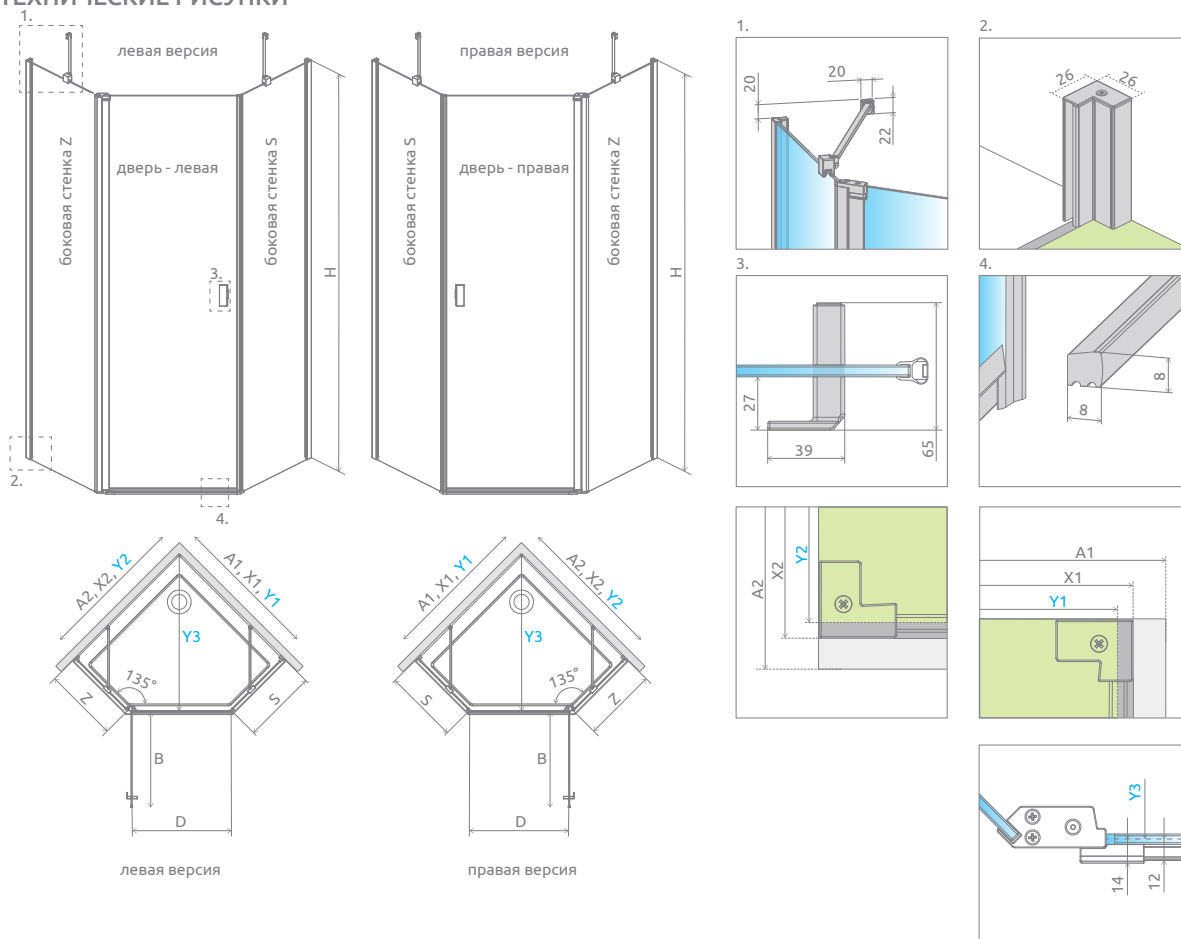 ТЕХНИЧЕСКИЕ РИСУНКИ
1.
левая версия
боковая стенка Z
дверь - левая
боковая стенка S
H
3.
2.
4.
правая версия
боковая стенка S
дверь - правая
боковая стенка Z
H
A2, X2, Y2
A1, X1, Y1
Y3
135°
Z
S
B
D
левая версия
A1, X1, Y1
A2, X2, Y2
Y3
135°
S
Z
B
D
правая версия
1.
20
20
22
2.
26
26
3.
27
39
65
4.
8
8
A2
X2
Y2
A1
X1
Y1
Y3
14
12